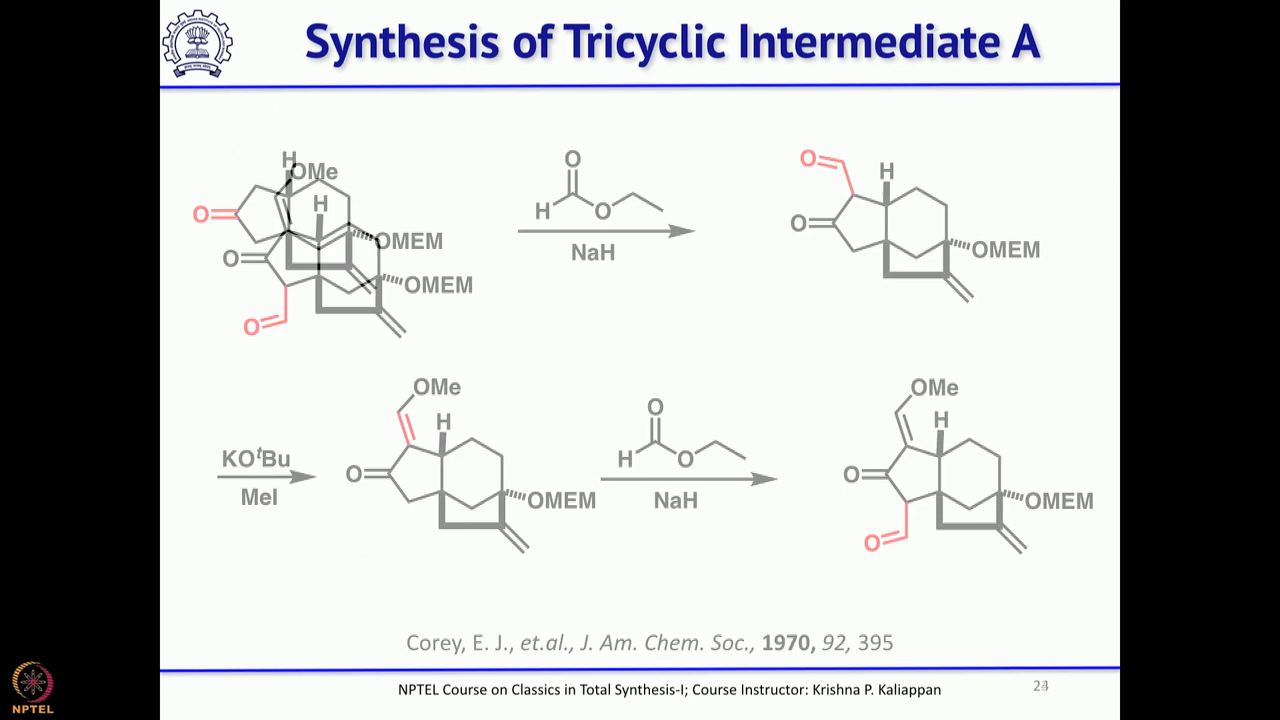 Synthesis of Tricyclic Intermediate A
H
OMe
O
H
O
OMEM
OMEM
O
H
O
O
NaH
O
H
O
OMEM
KOᵗBu
MeI
OMe
H
O
OMEM
O
H
O
NaH
OMe
H
O
OMEM
O
Corey, E. J., et.al., J. Am. Chem. Soc., 1970, 92, 395
NPTEL Course on Classics in Total Synthesis-I; Course Instructor: Krishna P. Kaliappan
NPTEL